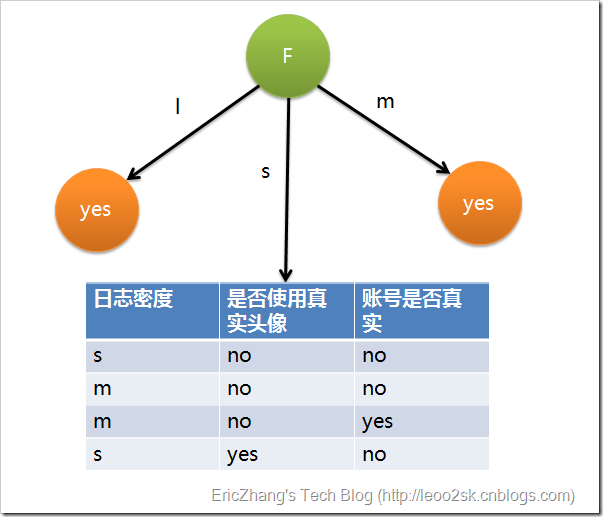 F
l
m
s
yes
yes
日志密度 是否使用真 账号是否真
实头像 实
s no no
m no no
m no yes
s yes no
EricZhang's Tech Blog (http://leoo2sk.cnblogs.com)